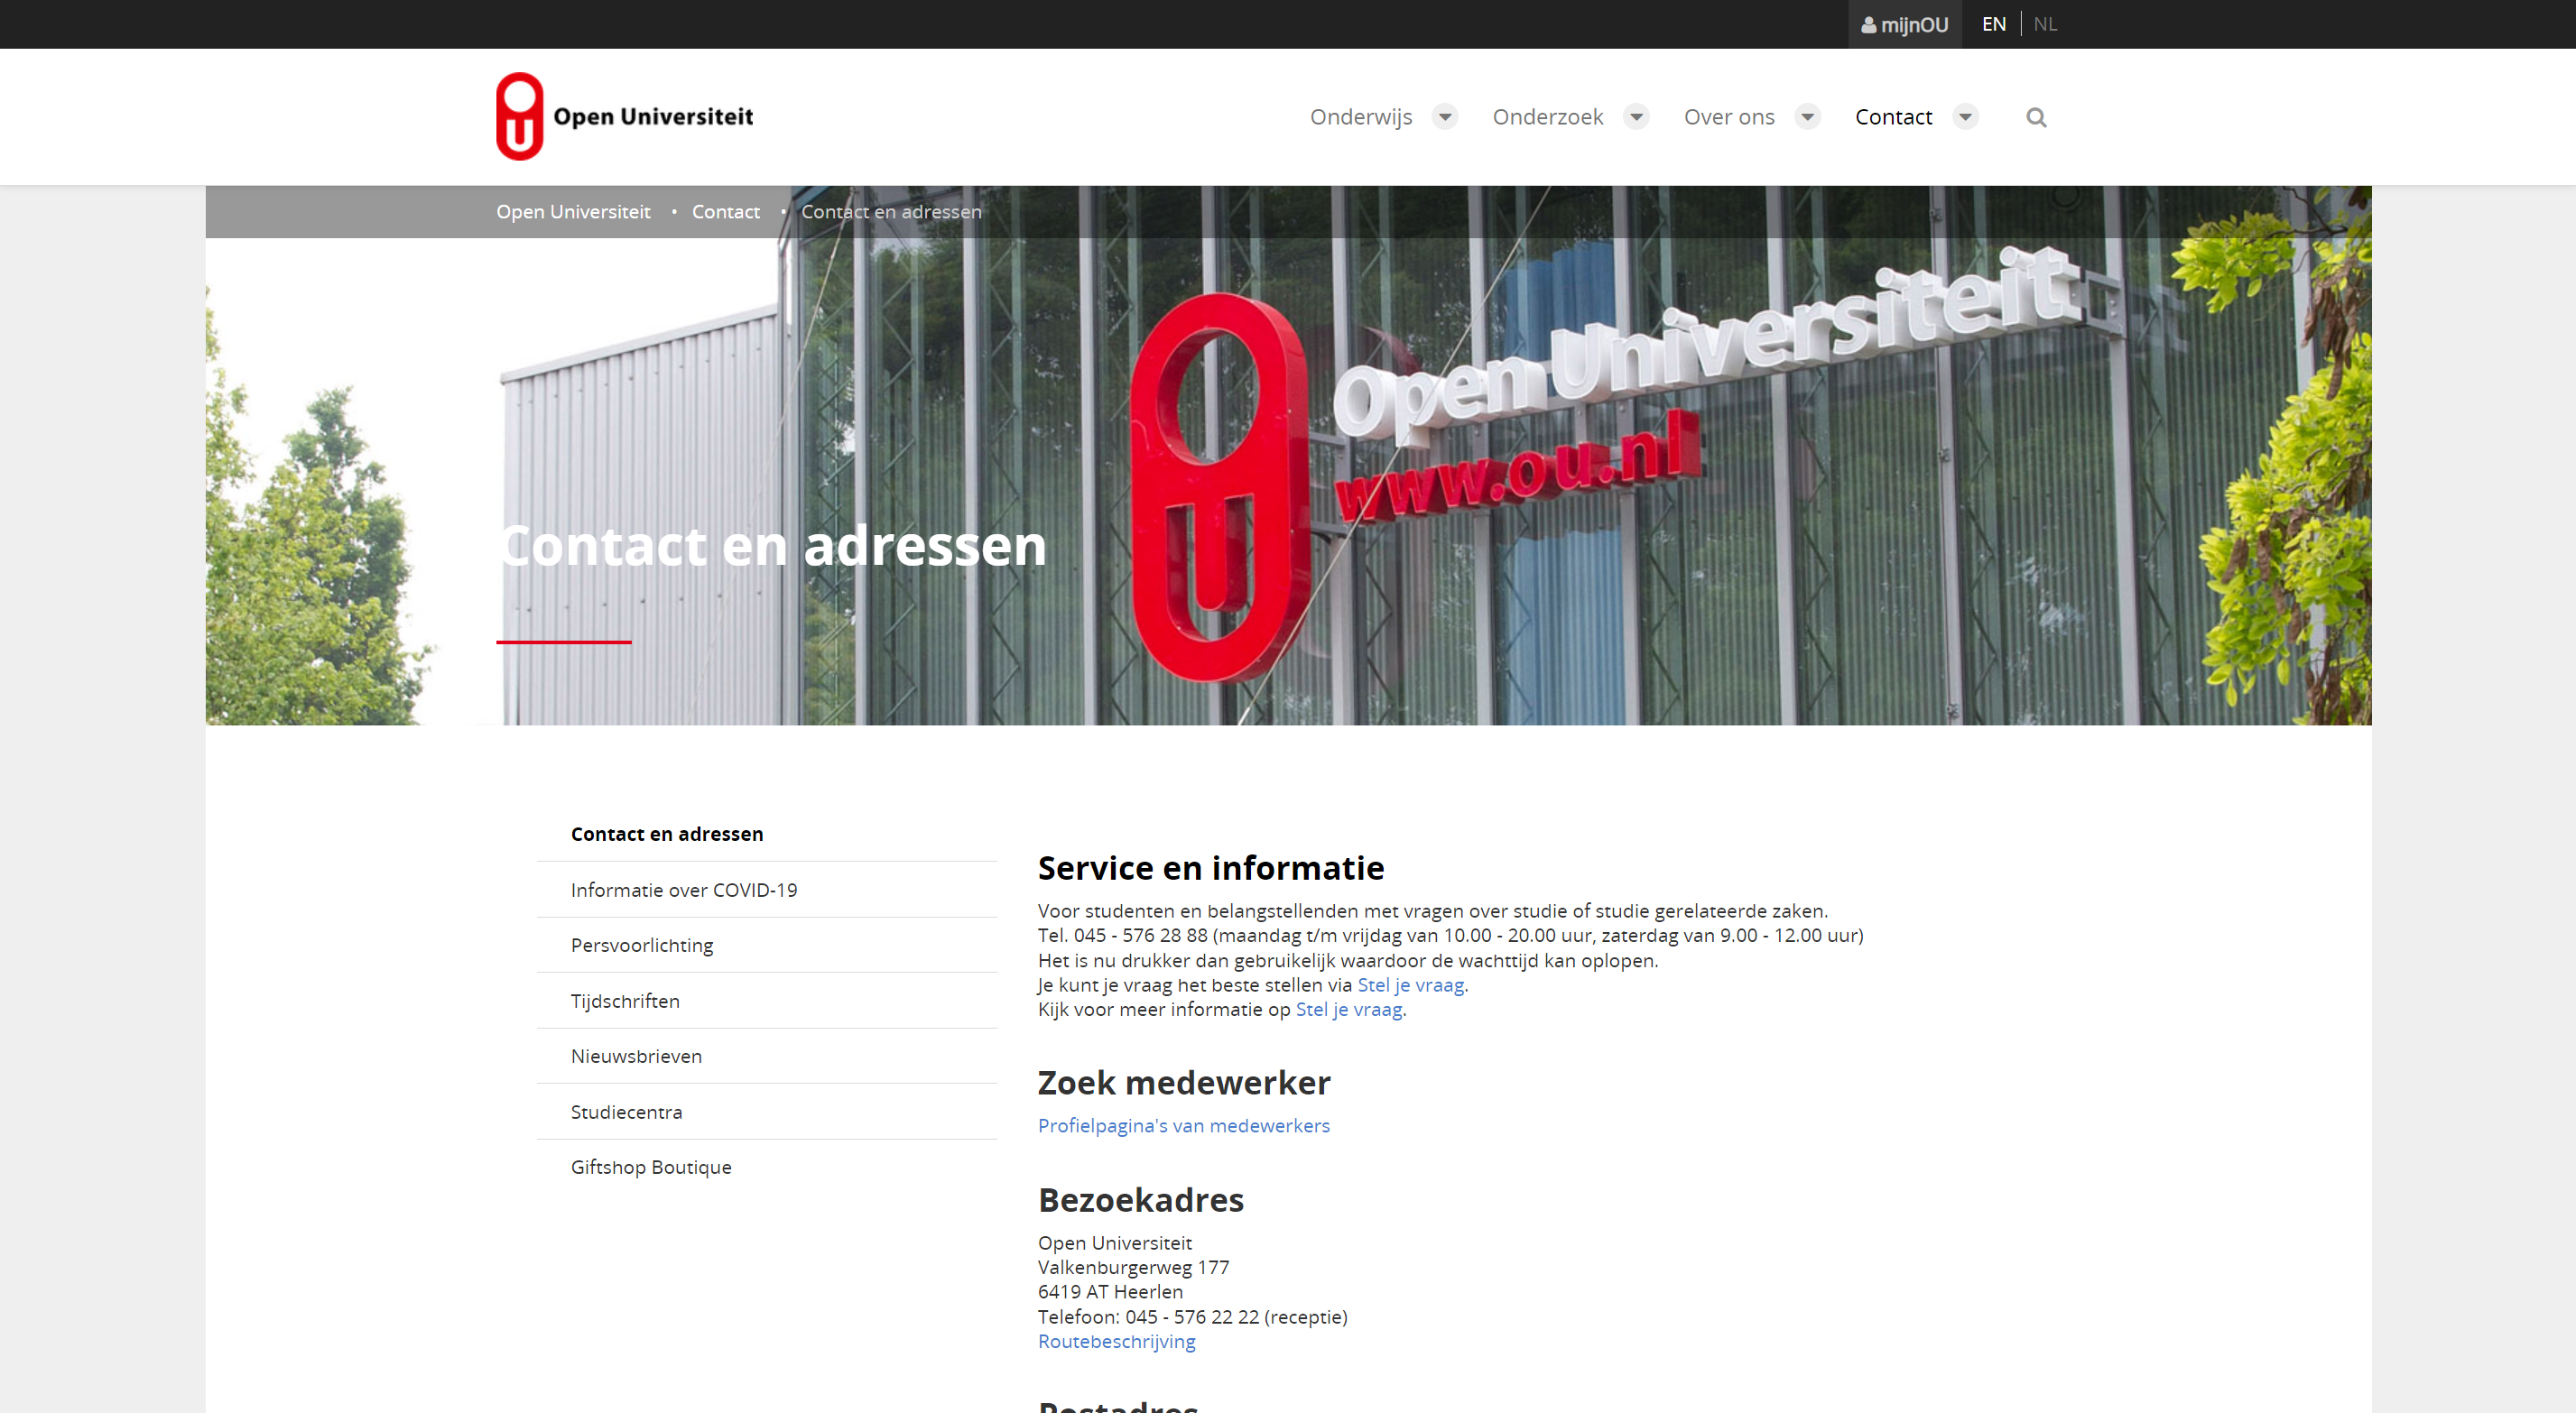 mijnOU EN NL
Open Universiteit
Onderwijs Onderzoek Over ons Contact
Open Universiteit • Contact • Contact en adressen
Open Universiteit
www.ou.nl
Contact en adressen
Contact en adressen
Informatie over COVID-19
Persvoorlichting
Tijdschriften
Nieuwsbrieven
Studiecentra
Giftshop Boutique
Service en informatie
Voor studenten en belangstellenden met vragen over studie of studie gerelateerde zaken.
Tel. 045 - 576 28 88 (maandag t/m vrijdag van 10.00 - 20.00 uur, zaterdag van 9.00 - 12.00 uur)
Het is nu drukker dan gebruikelijk waardoor de wachttijd kan oplopen.
Je kunt je vraag het beste stellen via Stel je vraag.
Kijk voor meer informatie op Stel je vraag.
Zoek medewerker
Profielpagina's van medewerkers
Bezoekadres
Open Universiteit
Valkenburgerweg 177
6419 AT Heerlen
Telefoon: 045 - 576 22 22 (receptie)
Routebeschrijving
Postadres